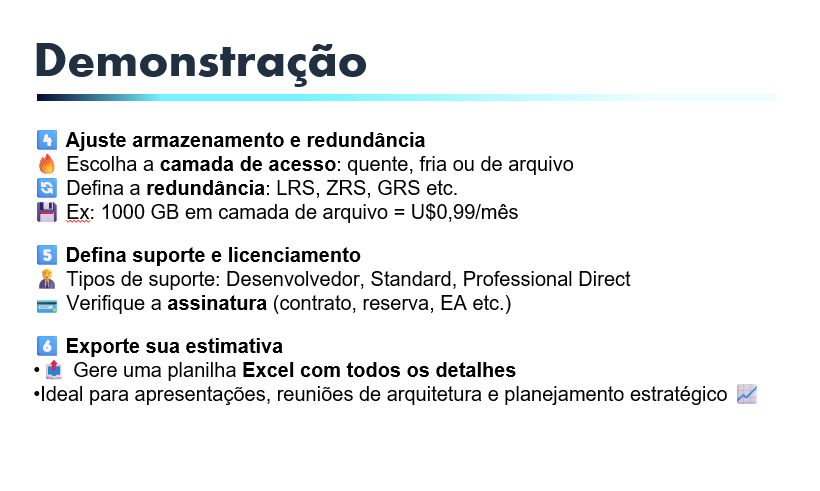 Demonstração
4️⃣ Ajuste armazenamento e redundância
🔥 Escolha a camada de acesso: quente, fria ou de arquivo
🔄 Defina a redundância: LRS, ZRS, GRS etc.
💾 Ex: 1000 GB em camada de arquivo = U$0,99/mês
5️⃣ Defina suporte e licenciamento
Tipos de suporte: Desenvolvedor, Standard, Professional Direct
💳 Verifique a assinatura (contrato, reserva, EA etc.)
6️⃣ Exporte sua estimativa
• 📤 Gere uma planilha Excel com todos os detalhes
•Ideal para apresentações, reuniões de arquitetura e planejamento estratégico 📈